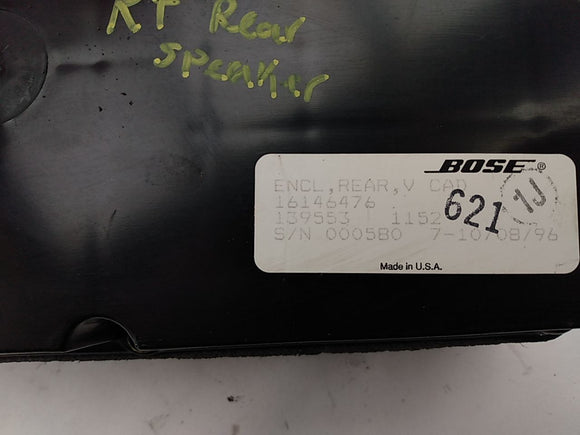 RT Rear
Speaker
BOSE®
ENCL,REAR,V CAD
16146476
139553 1152
621 1J
S/N 000580 7-10/08/96
Made in U.S.A.